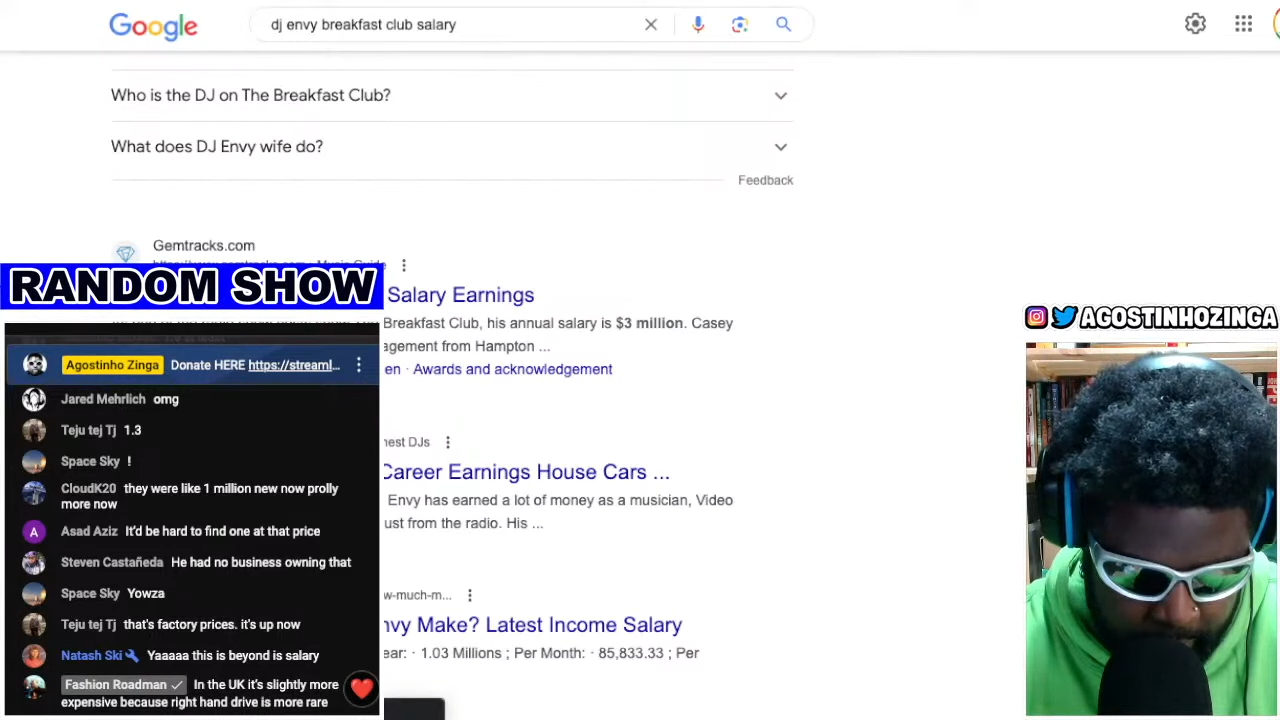 Google
dj envy breakfast club salary
Who is the DJ on The Breakfast Club?
What does DJ Envy wife do?
Feedback
Gemtracks.com
RANDOM SHOW
Salary Earnings
Breakfast Club, his annual salary is $3 million. Casey
agement from Hampton ...
en · Awards and acknowledgement
nest DJs
Career Earnings House Cars ...
Envy has earned a lot of money as a musician, Video
ust from the radio. His ...
w-much-m...
nvy Make? Latest Income Salary
ear: · 1.03 Millions ; Per Month: · 85,833.33 ; Per
Agostinho Zinga Donate HERE https://streaml...
Jared Mehrlich omg
Teju tej Tj 1.3
Space Sky !
CloudK20 they were like 1 million new now prolly
more now
Asad Aziz It'd be hard to find one at that price
Steven Castañeda He had no business owning that
Space Sky Yowza
Teju tej Tj that's factory prices. it's up now
Natash Ski Yaaaaa this is beyond is salary
Fashion Roadman In the UK it's slightly more
expensive because right hand drive is more rare
AGOSTINHOZINGA